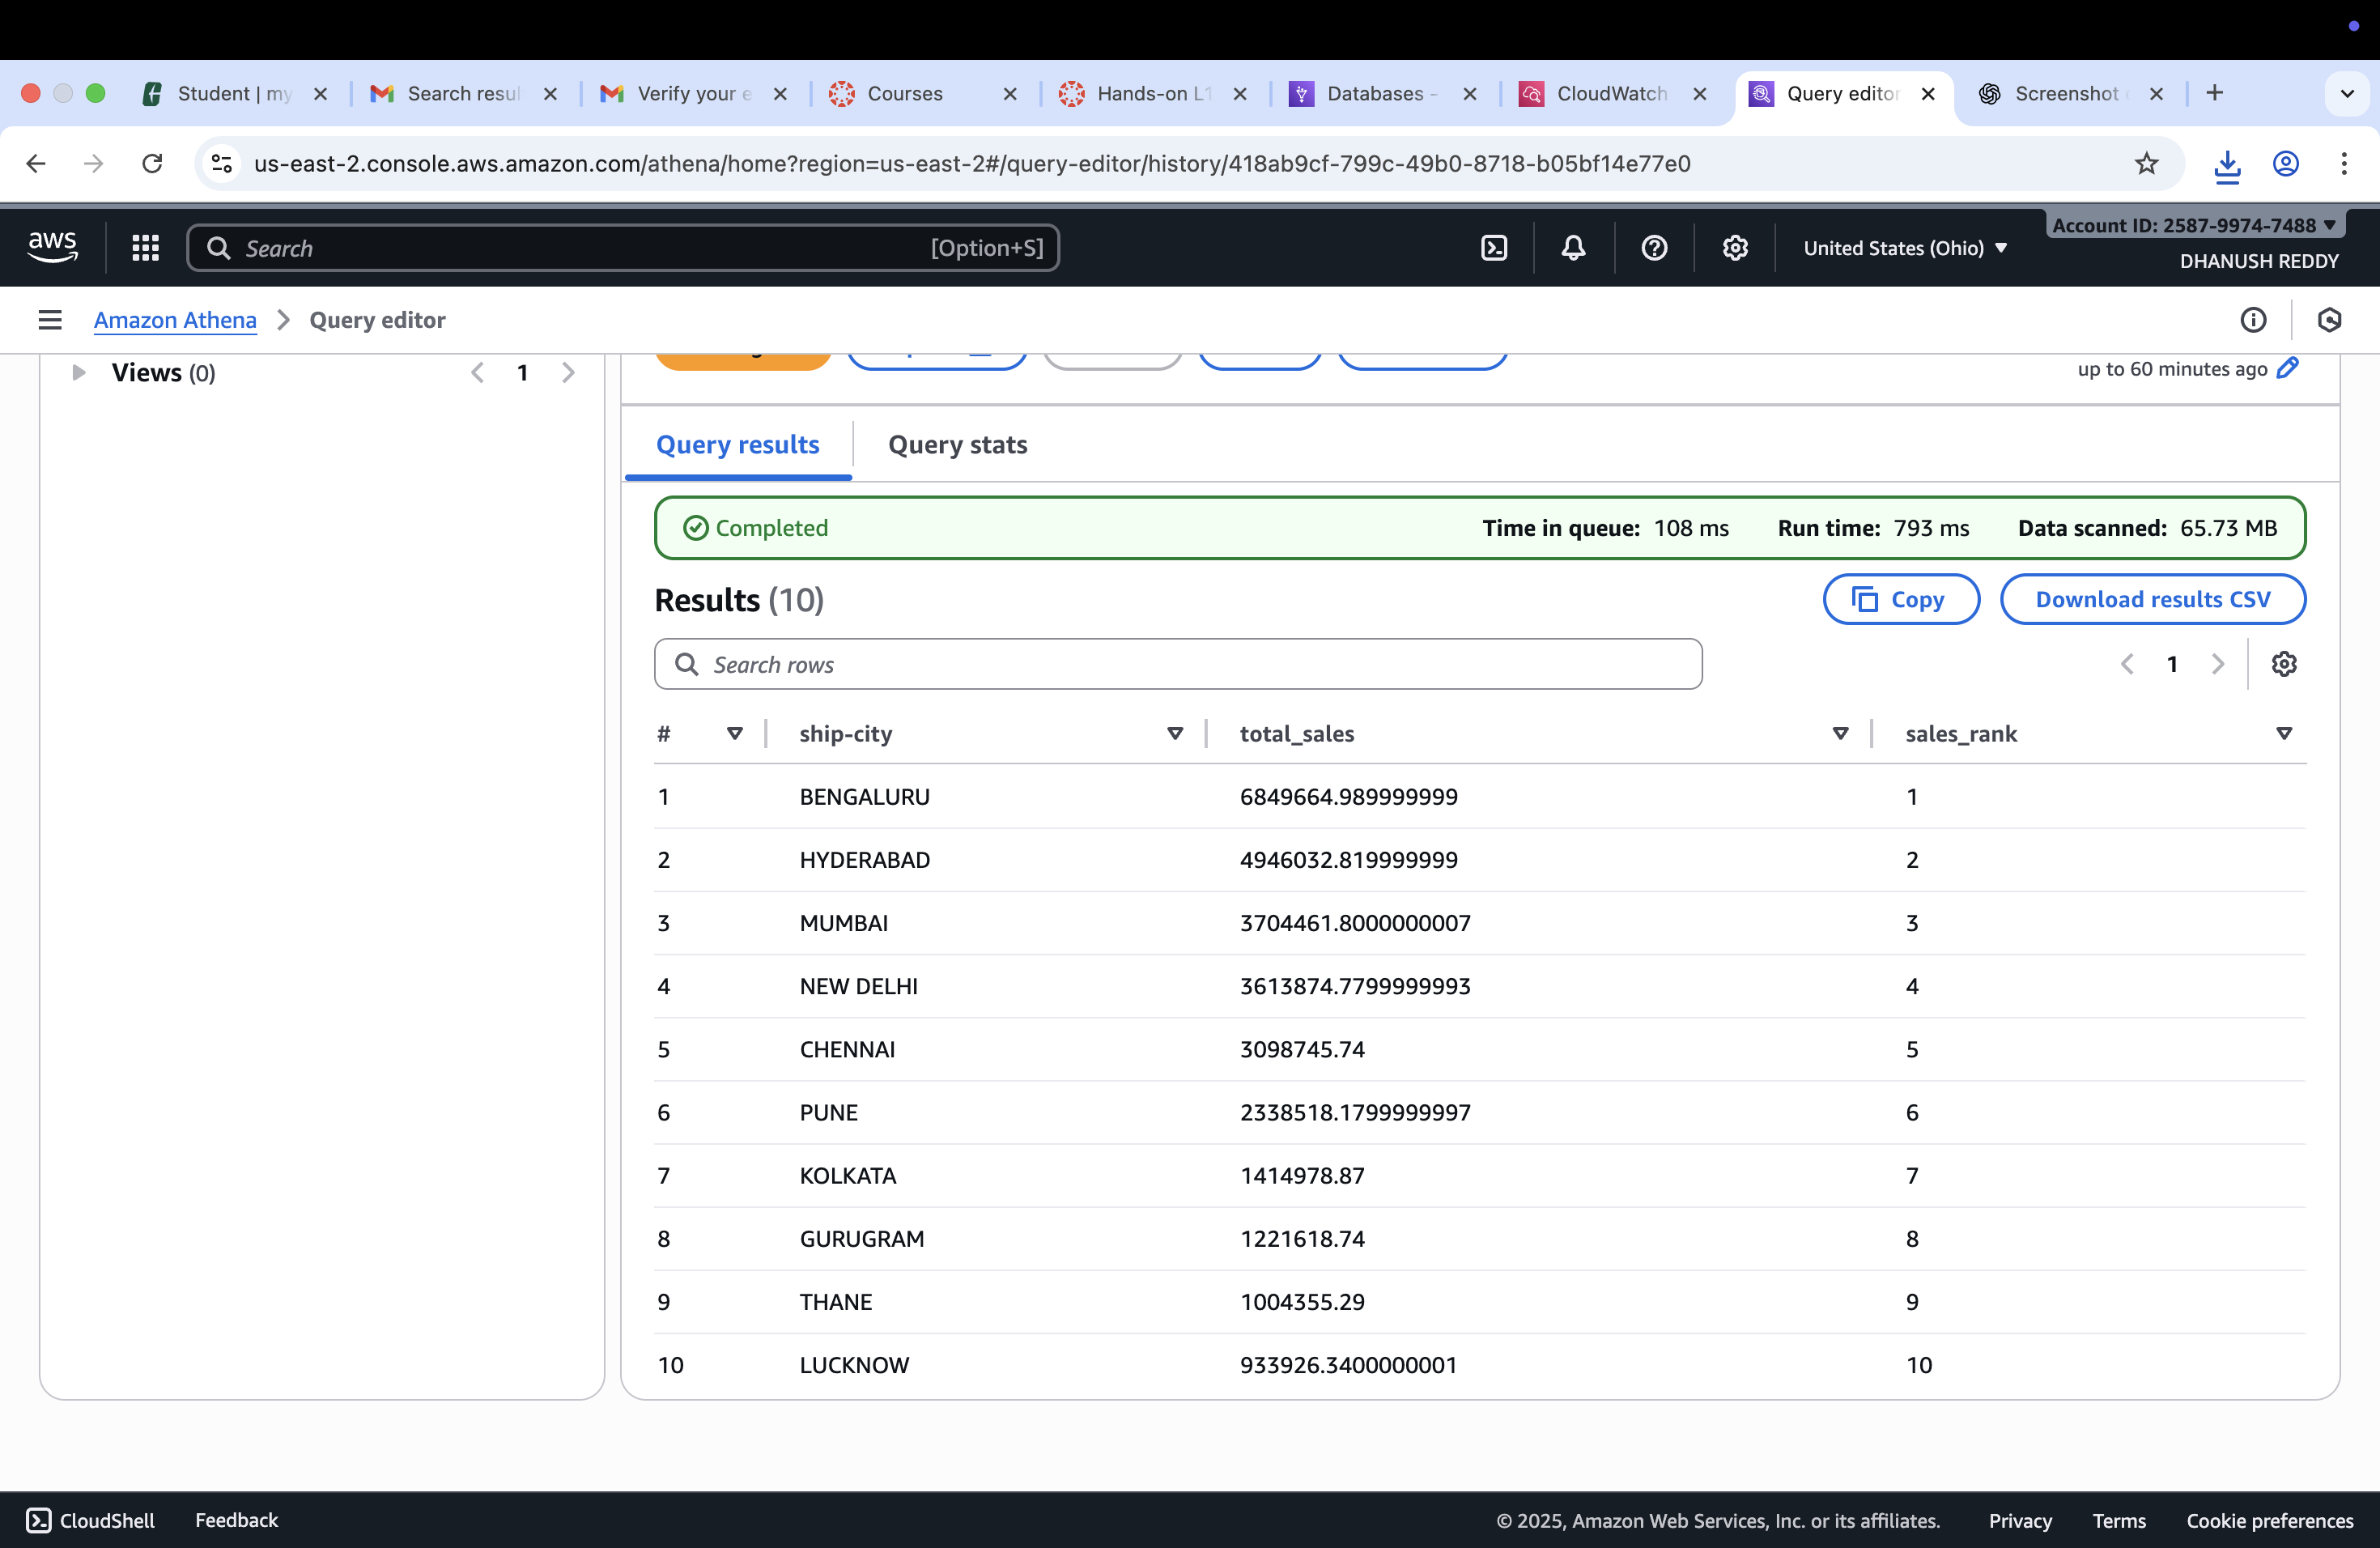 Student | my
Search resul
Verify your e
Courses
Hands-on L1
Databases -
CloudWatch
Query editor
Screenshot
us-east-2.console.aws.amazon.com/athena/home?region=us-east-2#/query-editor/history/418ab9cf-799c-49b0-8718-b05bf14e77e0
aws
Search
[Option+S]
United States (Ohio)
Account ID: 2587-9974-7488
DHANUSH REDDY
Amazon Athena > Query editor
Views (0)
1
up to 60 minutes ago
Query results
Query stats
Completed
Time in queue: 108 ms
Run time: 793 ms
Data scanned: 65.73 MB
Results (10)
Copy
Download results CSV
Search rows
1
# ship-city total_sales sales_rank
1 BENGALURU 6849664.989999999 1
2 HYDERABAD 4946032.819999999 2
3 MUMBAI 3704461.8000000007 3
4 NEW DELHI 3613874.7799999993 4
5 CHENNAI 3098745.74 5
6 PUNE 2338518.1799999997 6
7 KOLKATA 1414978.87 7
8 GURUGRAM 1221618.74 8
9 THANE 1004355.29 9
10 LUCKNOW 933926.3400000001 10
CloudShell
Feedback
© 2025, Amazon Web Services, Inc. or its affiliates.
Privacy
Terms
Cookie preferences